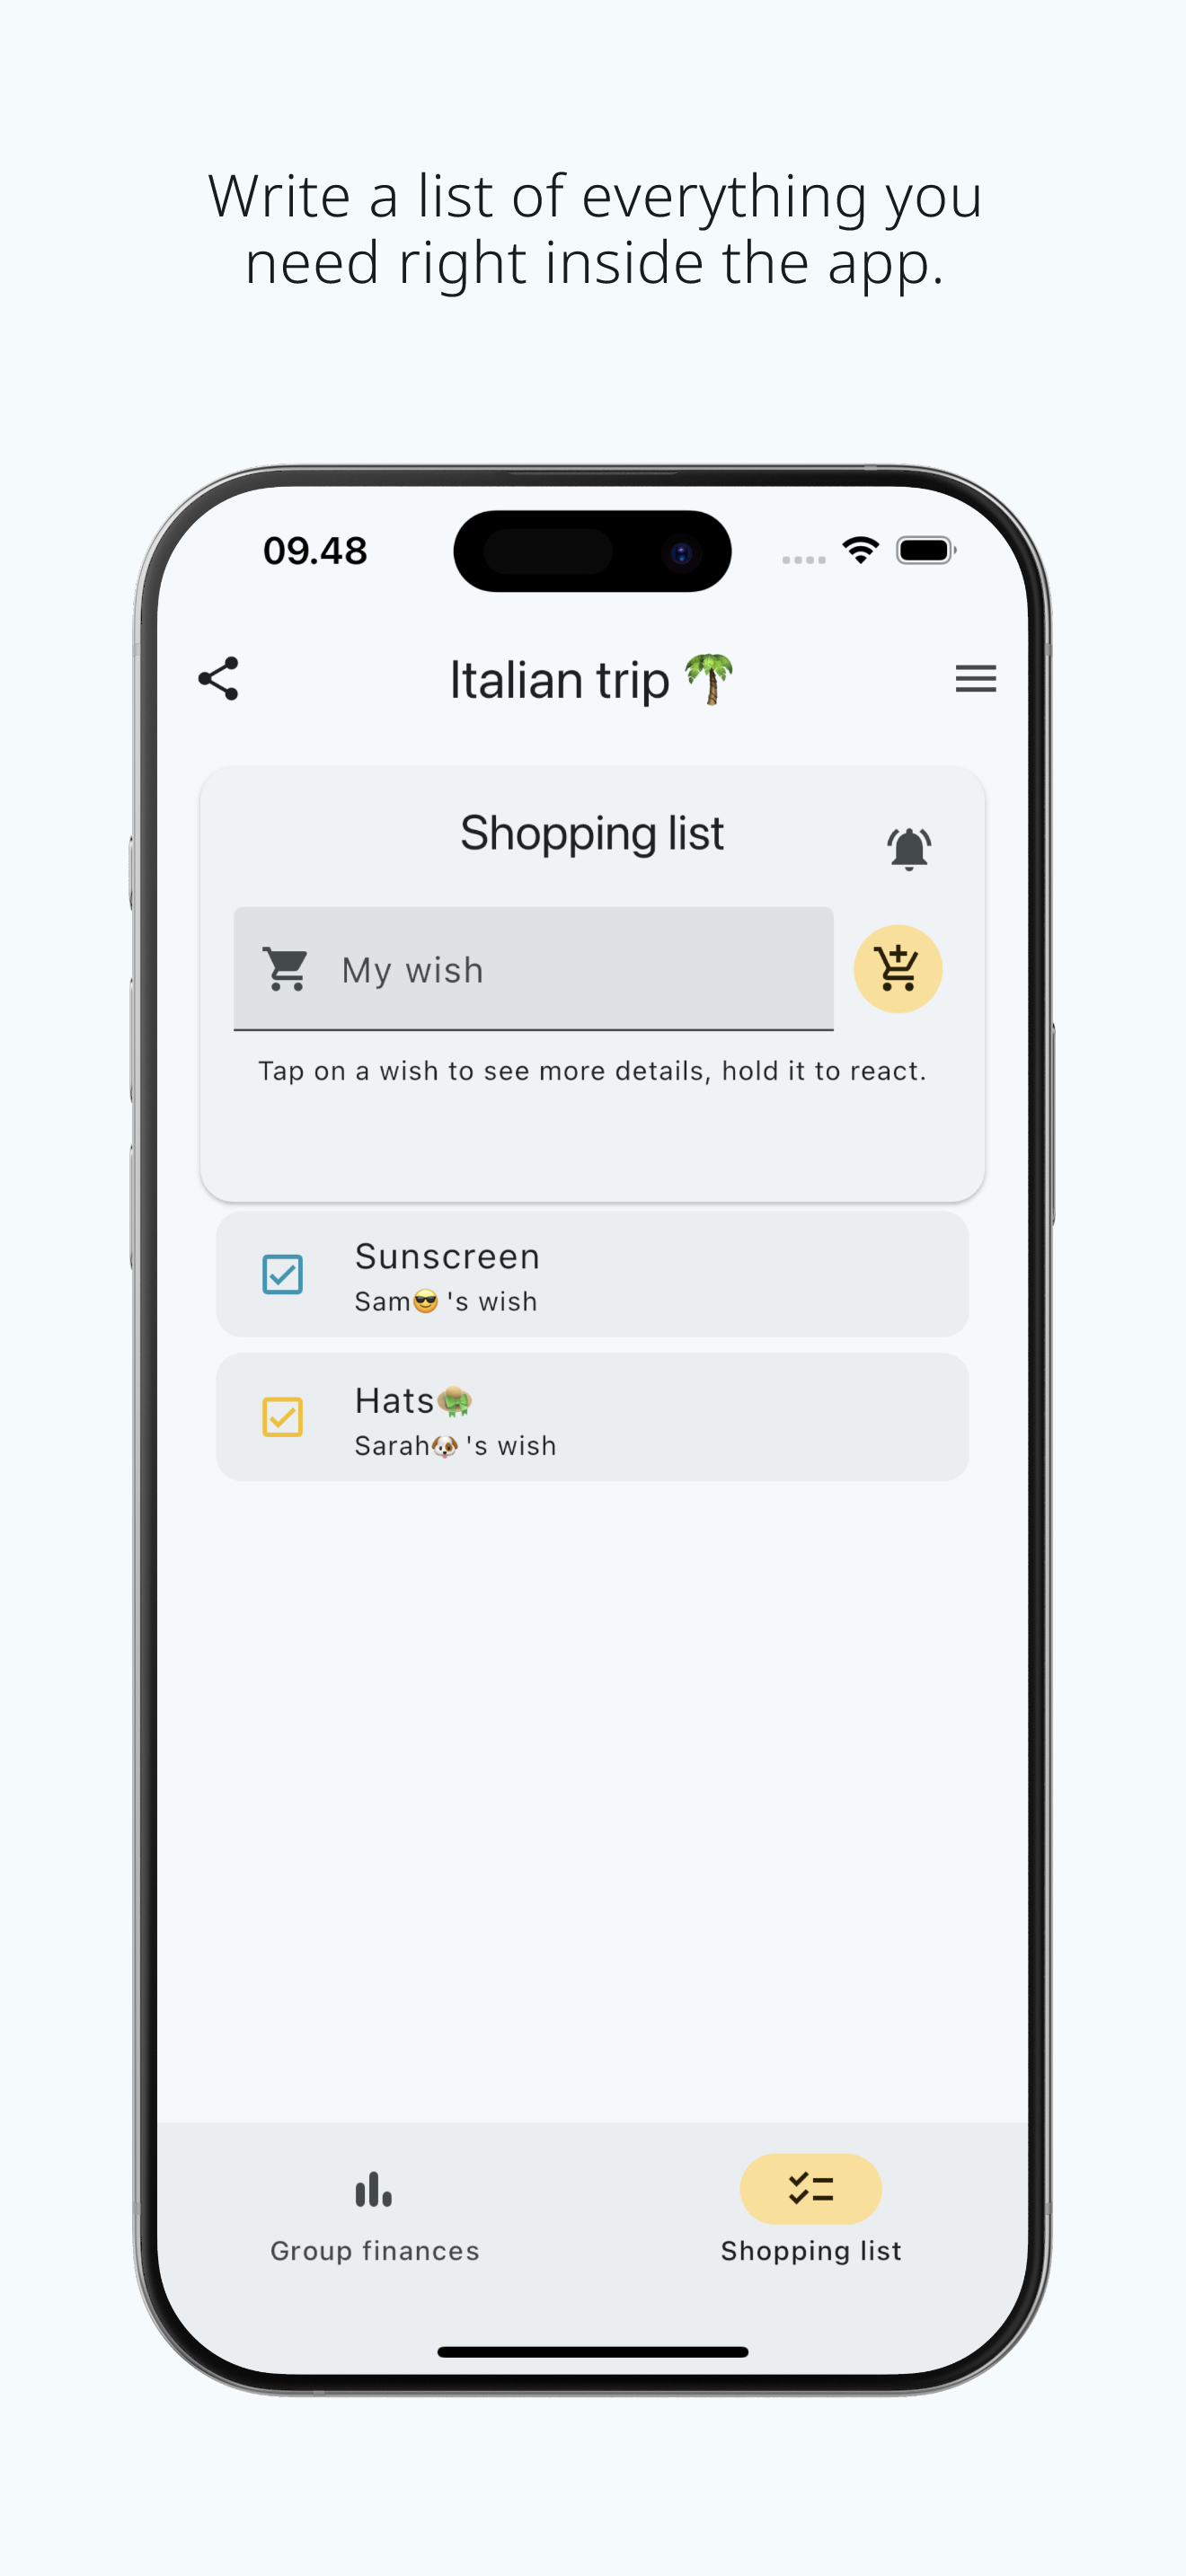 Write a list of everything you
need right inside the app.
09.48
Italian trip 🌴
Shopping list
My wish
Tap on a wish to see more details, hold it to react.
Sunscreen
Sam😎 's wish
Hats👒
Sarah🐶 's wish
Group finances
Shopping list